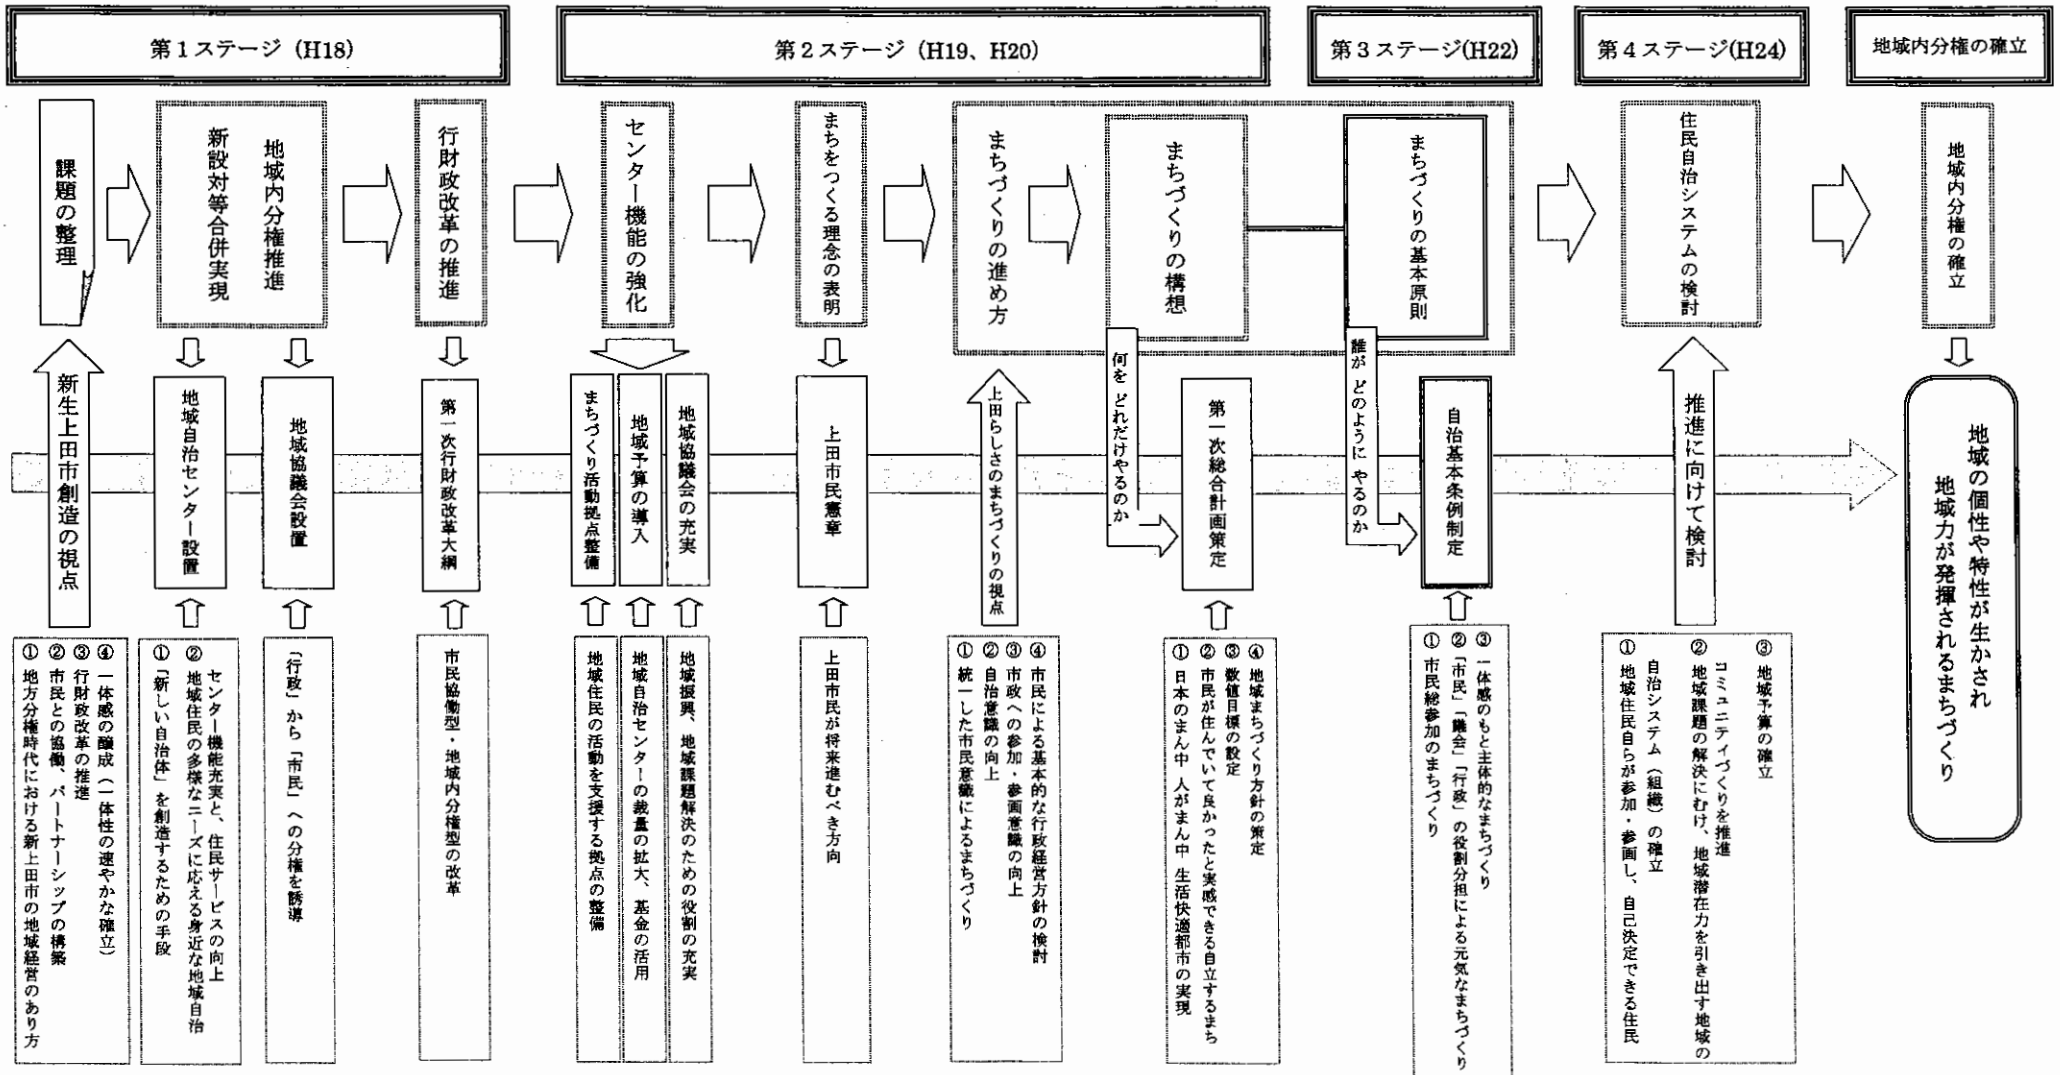 第1ステージ（H18）
第2ステージ（H19、H20）
第3ステージ(H22)
第4ステージ(H24)
地域内分権の確立
課題の整理
地域内分権推進
新設対等合併実現
行財政改革の推進
センター機能の強化
まちをつくる理念の表明
まちづくりの進め方
まちづくりの構想
まちづくりの基本原則
住民自治システムの検討
地域内分権の確立
新生上田市創造の視点
地域自治センター設置
地域協議会設置
第一次行財政改革大綱
まちづくり活動拠点整備
地域予算の導入
地域協議会の充実
上田市民憲章
上田らしさのまちづくりの視点
何を どれだけやるのか
第一次総合計画策定
誰が どのように やるのか
自治基本条例制定
推進に向けて検討
地域の個性や特性が生かされ
地域力が発揮されるまちづくり
① 地方分権時代における新上田市の地域経営のあり方
② 市民との協働、パートナーシップの構築
③ 行財政改革の推進
④ 一体感の醸成（一体性の速やかな確立）
①「新しい自治体」を創造するための手段
② 地域住民の多様なニーズに応える身近な地域自治
センター機能充実と、住民サービスの向上
「行政」から「市民」への分権を誘導
市民協働型・地域内分権型の改革
地域住民の活動を支援する拠点の整備
地域自治センターの裁量の拡大、基金の活用
地域振興、地域課題解決のための役割の充実
上田市民が将来進むべき方向
① 統一した市民意識によるまちづくり
② 自治意識の向上
③ 市政への参加・参画意識の向上
④ 市民による基本的な行政経営方針の検討
① 日本のまん中 人がまん中 生活快適都市の実現
② 市民が住んでいて良かったと実感できる自立するまち
③ 数値目標の設定
④ 地域まちづくり方針の策定
① 市民総参加のまちづくり
②「市民」「議会」「行政」の役割分担による元気なまちづくり
③ 一体感のもと主体的なまちづくり
① 地域住民自らが参加・参画し、自己決定できる住民
自治システム（組織）の確立
② 地域課題の解決にむけ、地域潜在力を引き出す地域の
コミュニティづくりを推進
③ 地域予算の確立